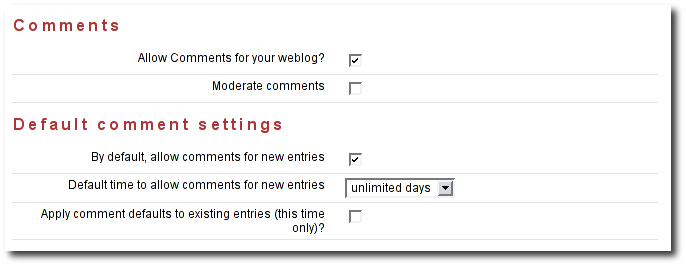 Comments
Allow Comments for your weblog?
Moderate comments
Default comment settings
By default, allow comments for new entries
Default time to allow comments for new entries unlimited days
Apply comment defaults to existing entries (this time
only)?